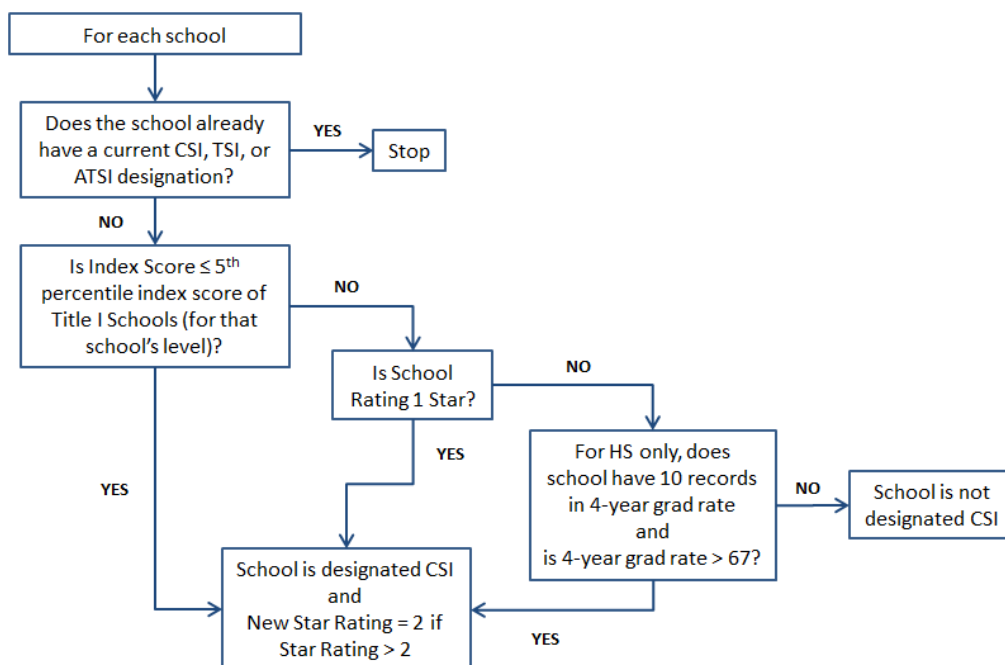 For each school
Does the school already
have a current CSI, TSI, or
ATSI designation?
YES
Stop
NO
Is Index Score ≤ 5th
percentile index score of
Title I Schools (for that
school's level)?
NO
Is School
Rating 1 Star?
NO
For HS only, does
school have 10 records
in 4-year grad rate
and
is 4-year grad rate > 67?
NO
School is not
designated CSI
YES
YES
School is designated CSI
and
New Star Rating = 2 if
Star Rating > 2
YES